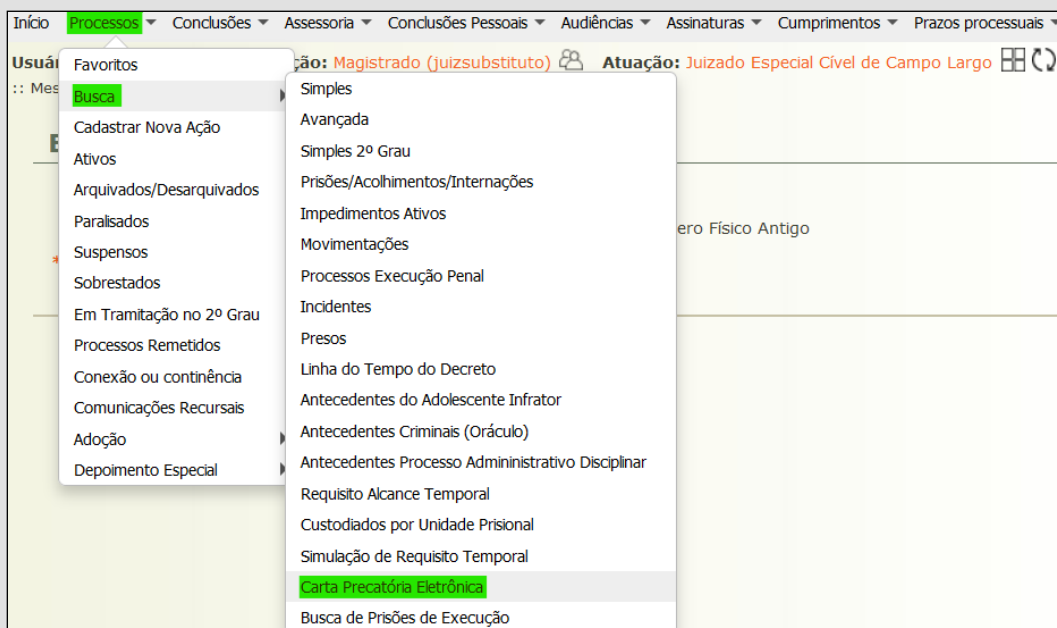 Início Processos Conclusões Assessoria Conclusões Pessoais Audiências Assinaturas Cumprimentos Prazos processuais
Usuár ção: Magistrado (juizsubstituto) Atuação: Juizado Especial Cível de Campo Largo
:: Mes
Favoritos
Busca
Cadastrar Nova Ação
Ativos
Arquivados/Desarquivados
Paralisados
Suspensos
Sobrestados
Em Tramitação no 2º Grau
Processos Remetidos
Conexão ou continência
Comunicações Recursais
Adoção
Depoimento Especial
Simples
Avançada
Simples 2º Grau
Prisões/Acolhimentos/Internações
Impedimentos Ativos
Movimentações
Processos Execução Penal
Incidentes
Presos
Linha do Tempo do Decreto
Antecedentes do Adolescente Infrator
Antecedentes Criminais (Oráculo)
Antecedentes Processo Admininistrativo Disciplinar
Requisito Alcance Temporal
Custodiados por Unidade Prisional
Simulação de Requisito Temporal
Carta Precatória Eletrônica
Busca de Prisões de Execução
ero Físico Antigo